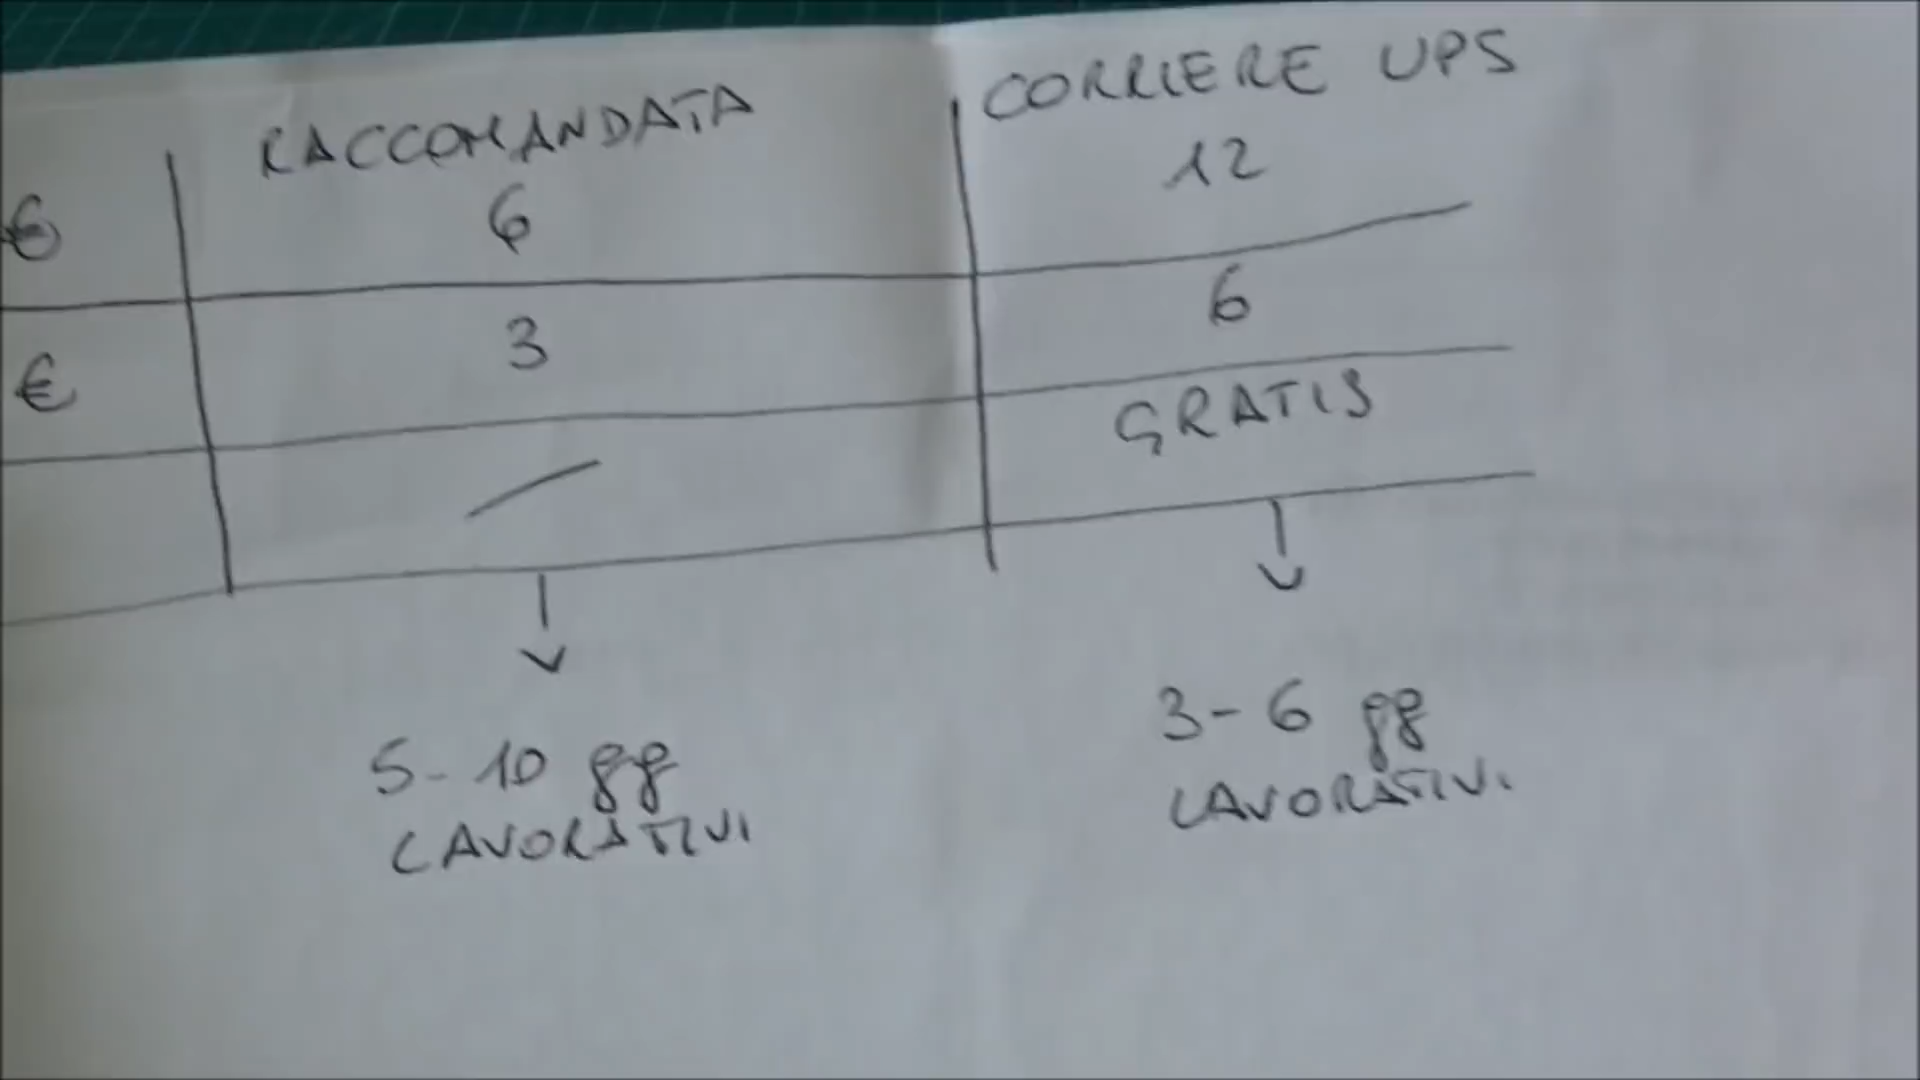 RACCOMANDATA CORRIERE UPS
€ 6 12
€ 3 6
GRATIS
5-10 gg 3-6 gg
LAVORATIVI LAVORATIVI